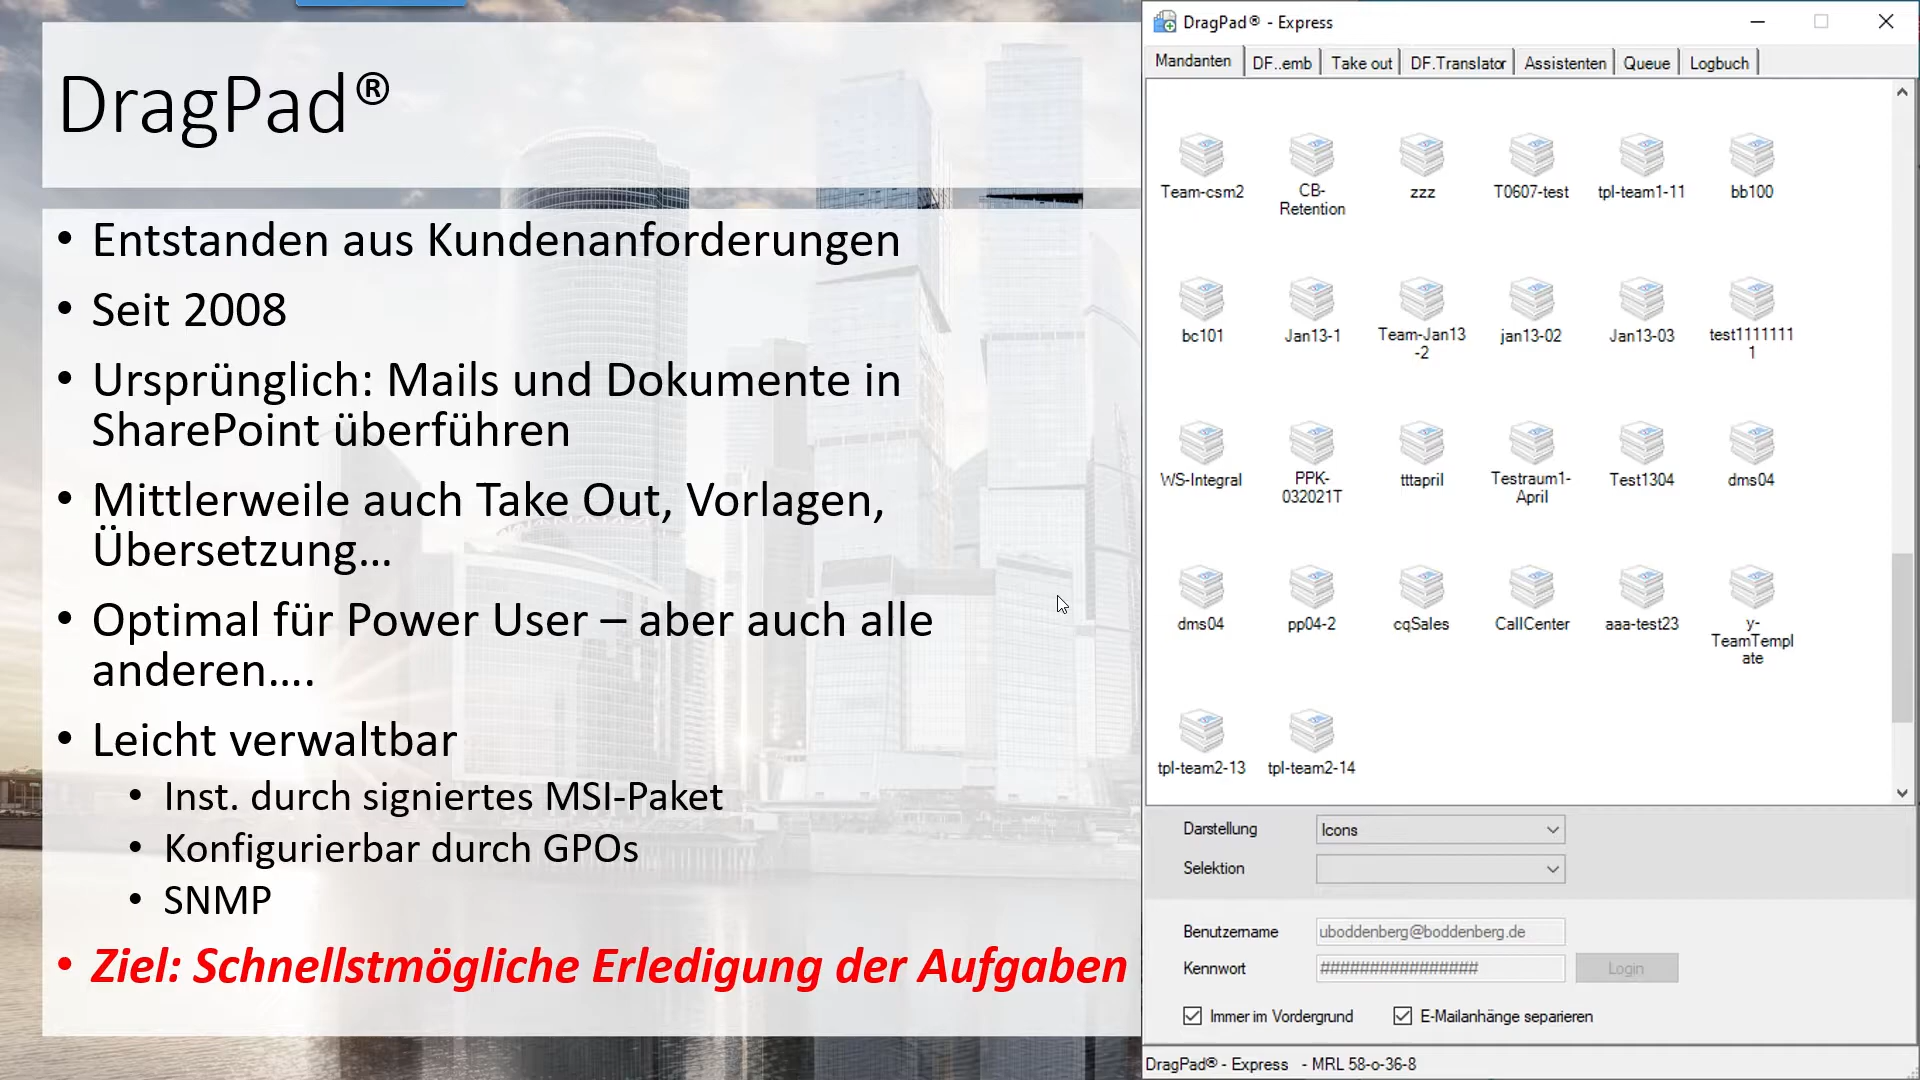 DragPad®
• Entstanden aus Kundenanforderungen
• Seit 2008
• Ursprünglich: Mails und Dokumente in
SharePoint überführen
• Mittlerweile auch Take Out, Vorlagen,
Übersetzung…
• Optimal für Power User – aber auch alle
anderen….
• Leicht verwaltbar
• Inst. durch signiertes MSI-Paket
• Konfigurierbar durch GPOs
• SNMP
• Ziel: Schnellstmögliche Erledigung der Aufgaben
DragPad® - Express
Mandanten DF..emb Take out DF.Translator Assistenten Queue Logbuch
Team-csm2
CB-
Retention
zzz
T0607-test
tpl-team1-11
bb100
bc101
Jan13-1
Team-Jan13
-2
jan13-02
Jan13-03
test1111111
1
WS-Integral
PPK-
032021T
tttapril
Testraum1-
April
Test1304
dms04
dms04
pp04-2
cqSales
CallCenter
aaa-test23
y-
TeamTempl
ate
tpl-team2-13
tpl-team2-14
Darstellung Icons
Selektion
Benutzername uboddenberg@boddenberg.de
Kennwort ################ Login
Immer im Vordergrund E-Mailanhänge separieren
DragPad® - Express - MRL 58-o-36-8